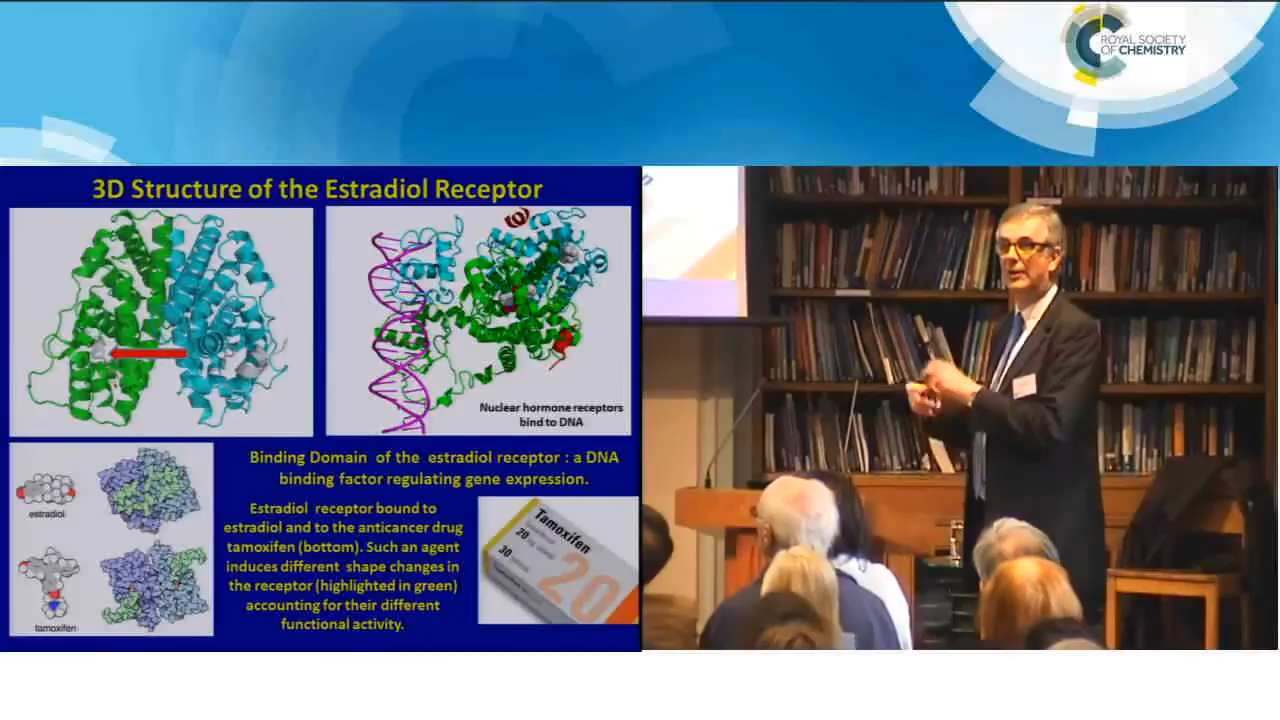 ROYAL SOCIETY
OF CHEMISTRY
3D Structure of the Estradiol Receptor
Nuclear hormone receptors
bind to DNA
Binding Domain of the estradiol receptor : a DNA
binding factor regulating gene expression.
estradiol
tamoxifen
Estradiol receptor bound to
estradiol and to the anticancer drug
tamoxifen (bottom). Such an agent
induces different shape changes in
the receptor (highlighted in green)
accounting for their different
functional activity.
Tamoxifen
20
30
20